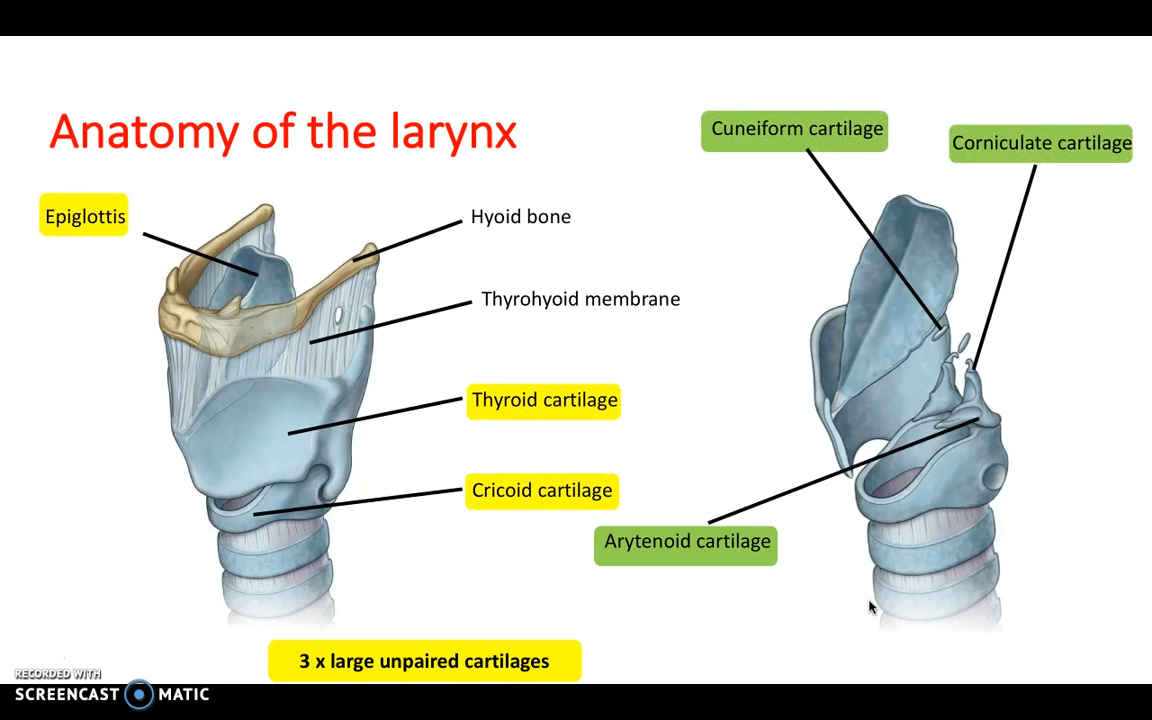 Anatomy of the larynx
Cuneiform cartilage
Corniculate cartilage
Epiglottis
Hyoid bone
Thyrohyoid membrane
Thyroid cartilage
Cricoid cartilage
Arytenoid cartilage
3 x large unpaired cartilages
RECORDED WITH
SCREENCAST MATIC